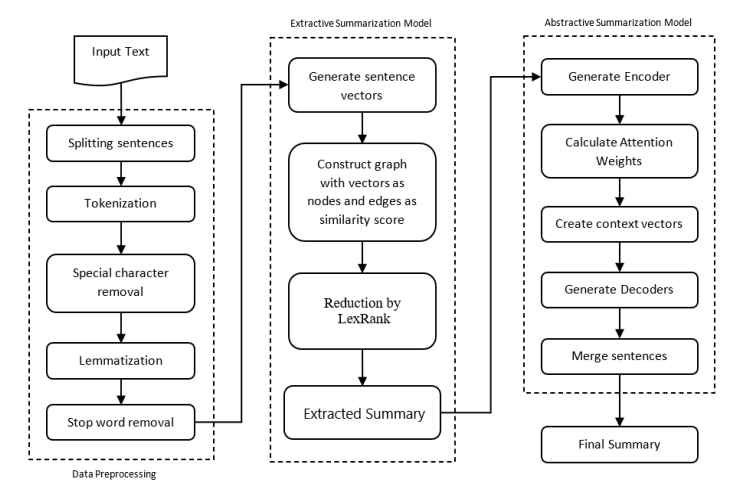 Input Text
Splitting sentences
Tokenization
Special character
removal
Lemmatization
Stop word removal
Data Preprocessing
Extractive Summarization Model
Generate sentence
vectors
Construct graph
with vectors as
nodes and edges as
similarity score
Reduction by
LexRank
Extracted Summary
Abstractive Summarization Model
Generate Encoder
Calculate Attention
Weights
Create context vectors
Generate Decoders
Merge sentences
Final Summary